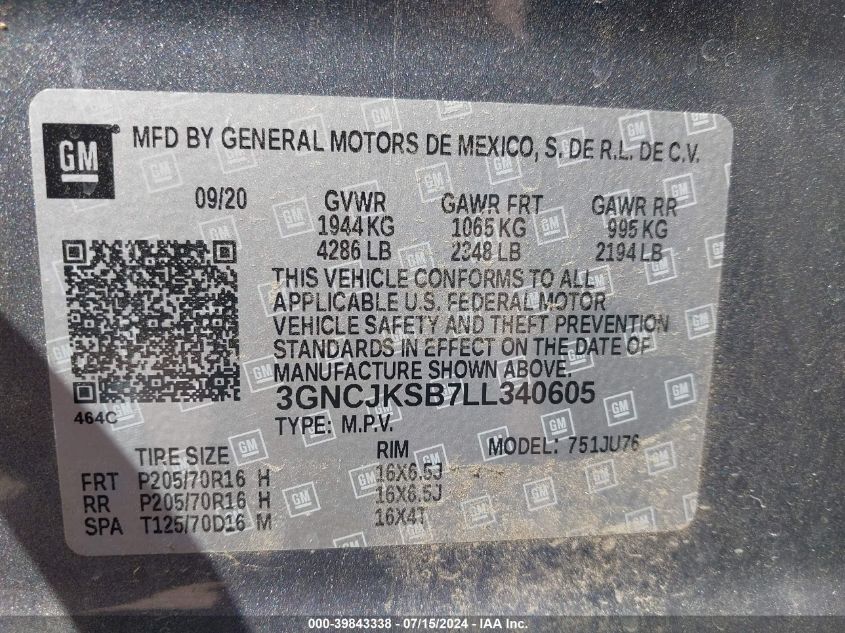 GM
MFD BY GENERAL MOTORS DE MEXICO, S. DE R.L. DE C.V.
09/20 GVWR GAWR FRT GAWR RR
1944 KG 1065 KG 995 KG
4286 LB 2348 LB 2194 LB
THIS VEHICLE CONFORMS TO ALL
APPLICABLE U.S. FEDERAL MOTOR
VEHICLE SAFETY AND THEFT PREVENTION
STANDARDS IN EFFECT ON THE DATE OF
MANUFACTURE SHOWN ABOVE.
3GNCJKSB7LL340605
464C
TYPE: M.P.V. MODEL: 751JU76
TIRE SIZE RIM
FRT P205/70R16 H 16X6.5J
RR P205/70R16 H 16X6.5J
SPA T125/70D16 M 16X4T
000-39843338 - 07/15/2024 - IAA Inc.